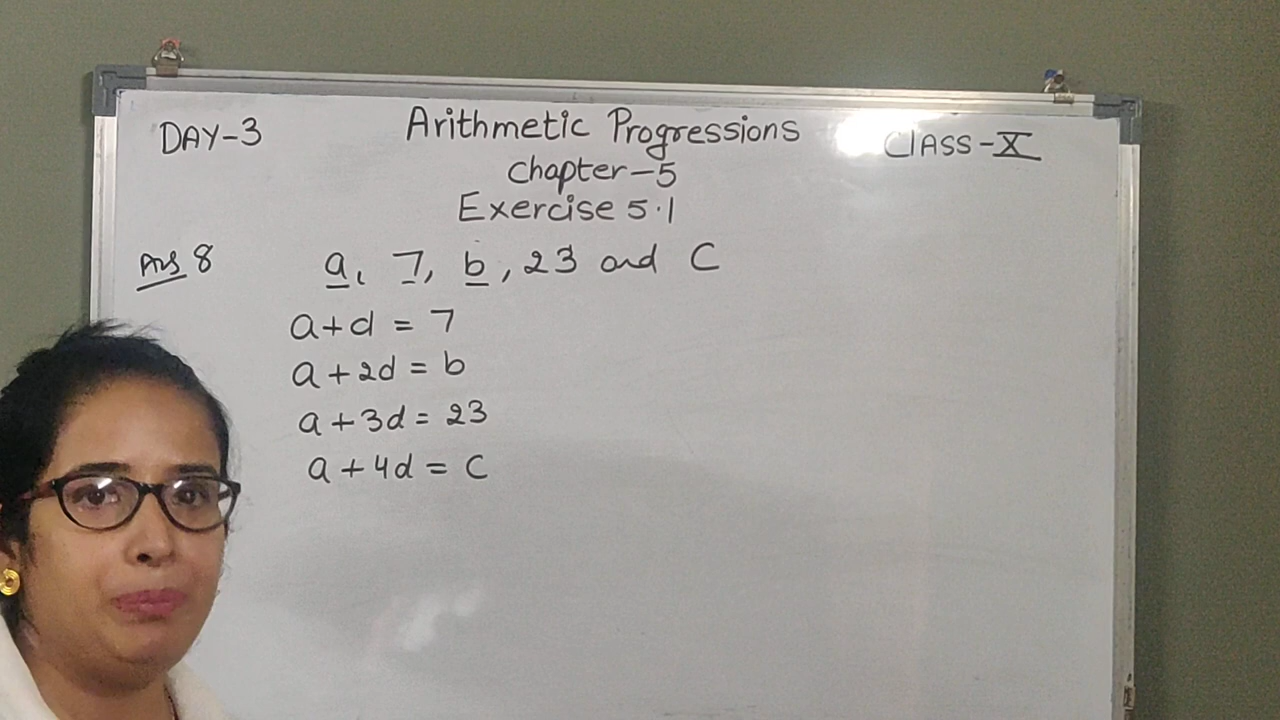 DAY-3
Arithmetic Progressions
CLASS-X
Chapter-5
Exercise 5.1
Ans 8
a, 7, b, 23 and C
a+d = 7
a+2d = b
a+3d = 23
a+4d = C